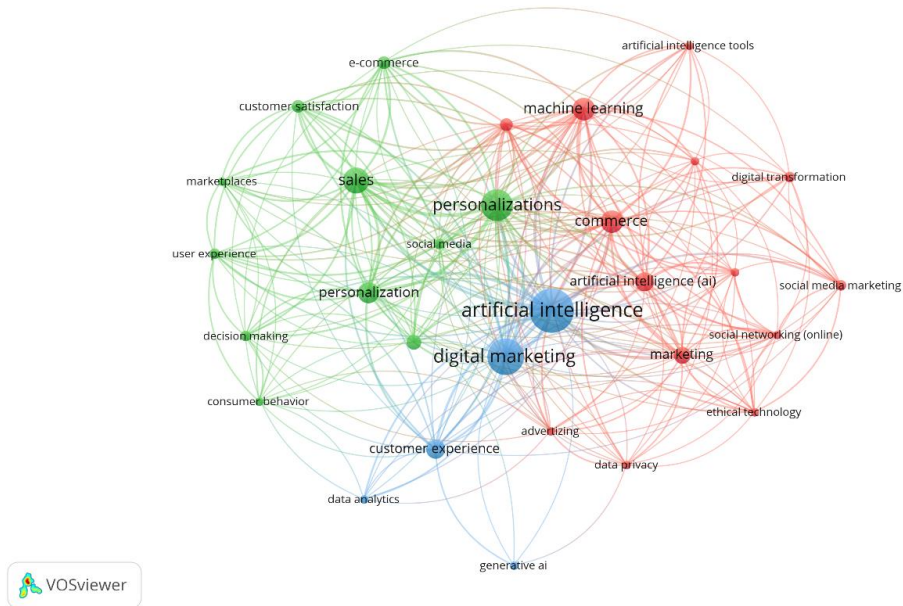 artificial intelligence tools
e-commerce
customer satisfaction
machine learning
marketplaces
sales
digital transformation
personalizations
commerce
social media
user experience
artificial intelligence (ai)
social media marketing
personalization
artificial intelligence
decision making
social networking (online)
digital marketing
marketing
consumer behavior
ethical technology
advertizing
customer experience
data privacy
data analytics
generative ai
VOSviewer